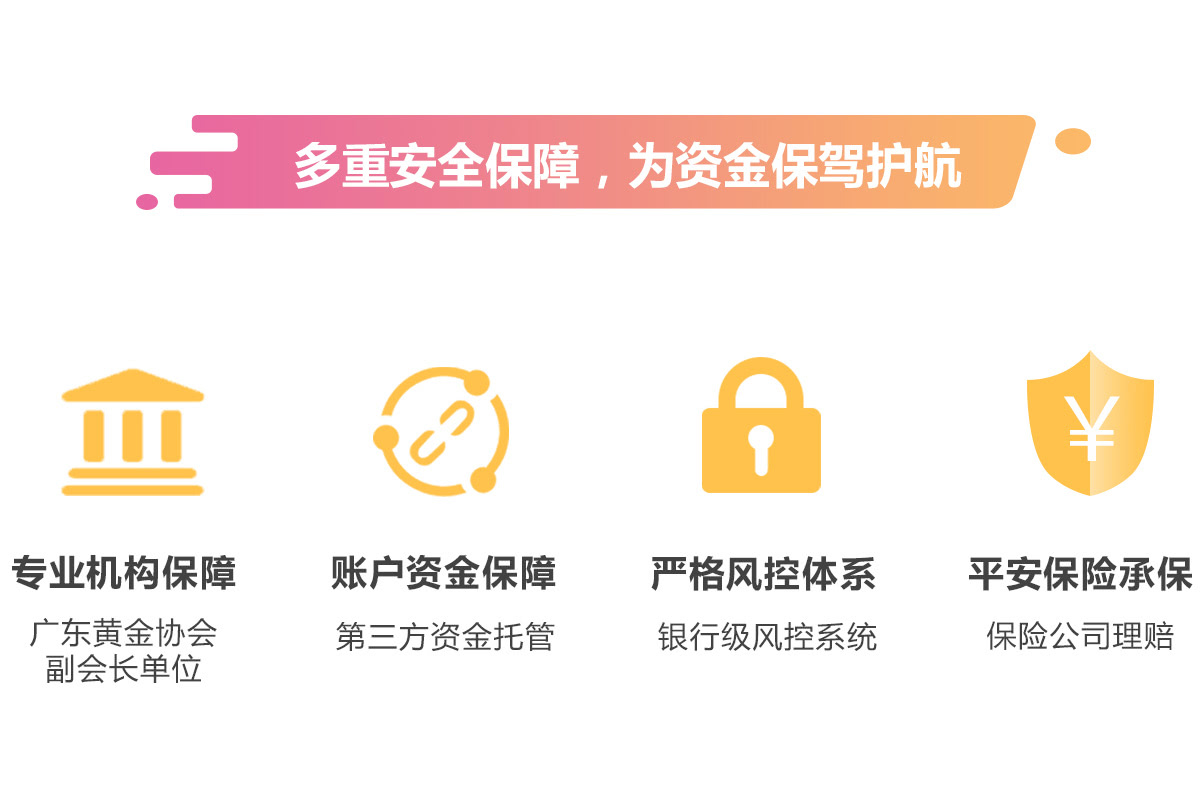 多重安全保障，为资金保驾护航
专业机构保障
广东黄金协会
副会长单位
账户资金保障
第三方资金托管
严格风控体系
银行级风控系统
¥
平安保险承保
保险公司理赔